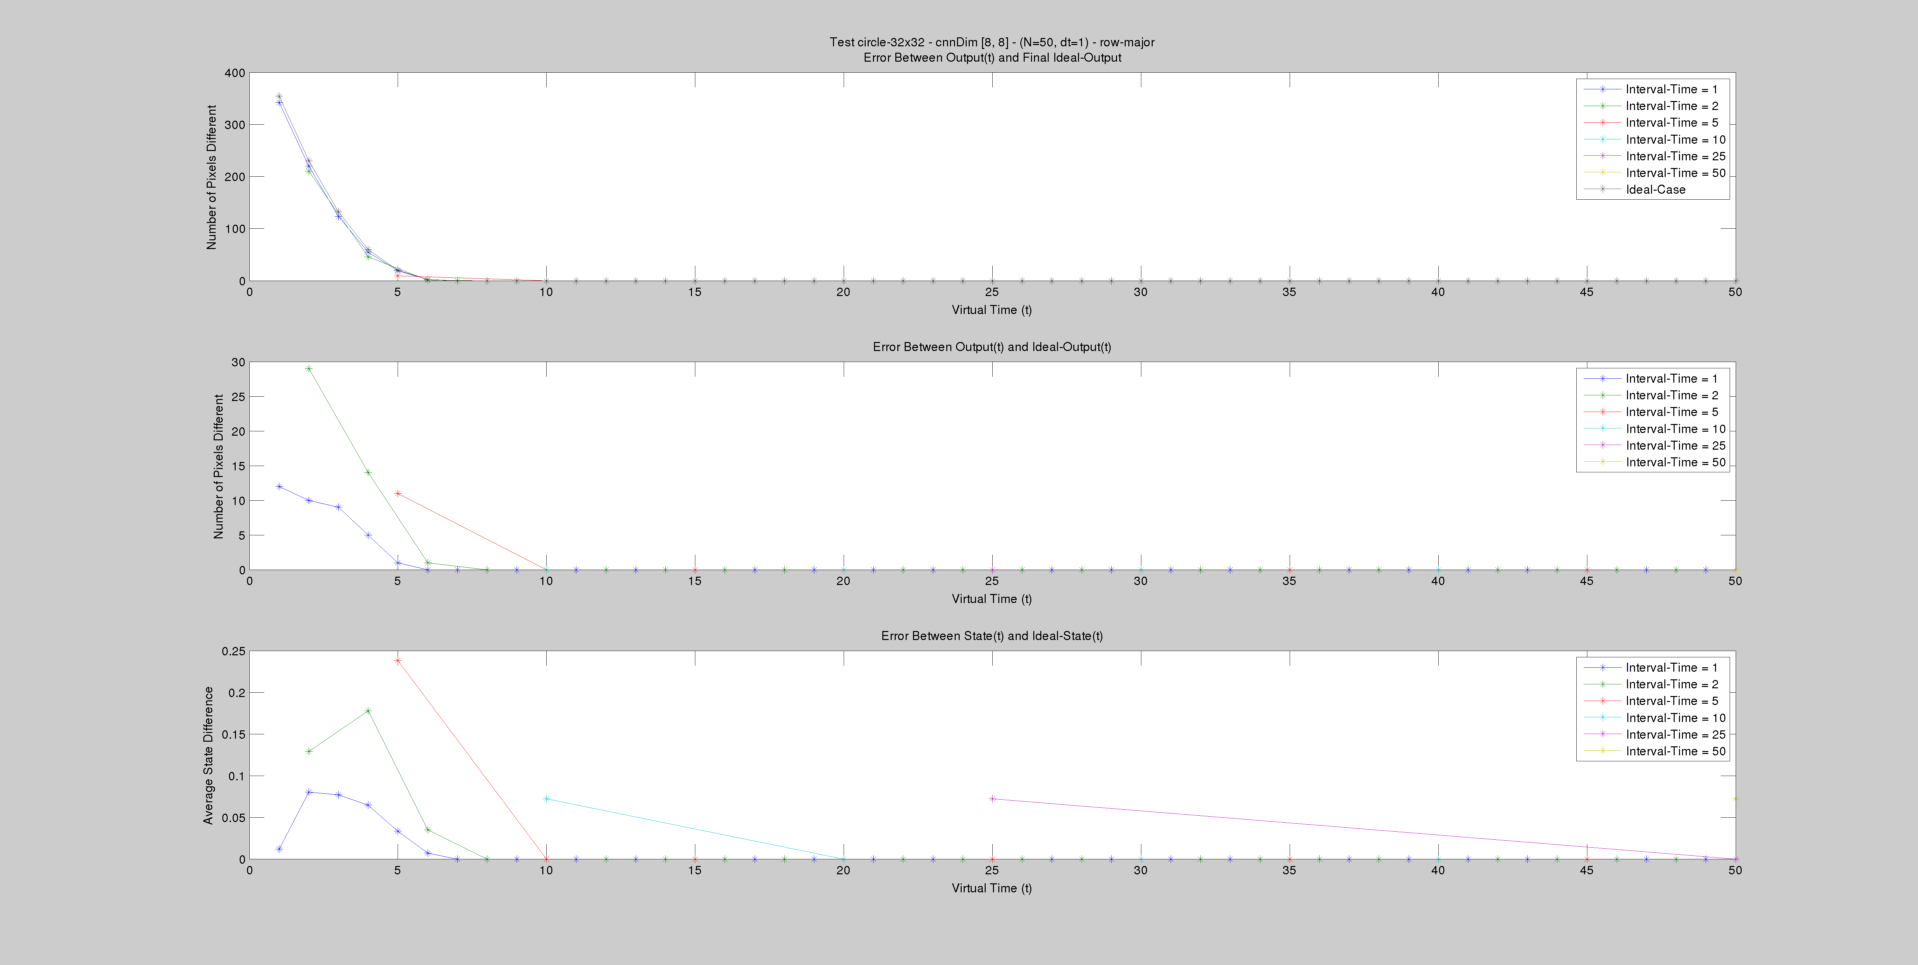 Test circle-32x32 - cnnDim [8, 8] - (N=50, dt=1) - row-major
Error Between Output(t) and Final Ideal-Output
Number of Pixels Different
400
300
200
100
0
0 5 10 15 20 25 30 35 40 45 50
Virtual Time (t)
Interval-Time = 1
Interval-Time = 2
Interval-Time = 5
Interval-Time = 10
Interval-Time = 25
Interval-Time = 50
Ideal-Case
Error Between Output(t) and Ideal-Output(t)
Number of Pixels Different
30
25
20
15
10
5
0
0 5 10 15 20 25 30 35 40 45 50
Virtual Time (t)
Interval-Time = 1
Interval-Time = 2
Interval-Time = 5
Interval-Time = 10
Interval-Time = 25
Interval-Time = 50
Error Between State(t) and Ideal-State(t)
Average State Difference
0.25
0.2
0.15
0.1
0.05
0
0 5 10 15 20 25 30 35 40 45 50
Virtual Time (t)
Interval-Time = 1
Interval-Time = 2
Interval-Time = 5
Interval-Time = 10
Interval-Time = 25
Interval-Time = 50